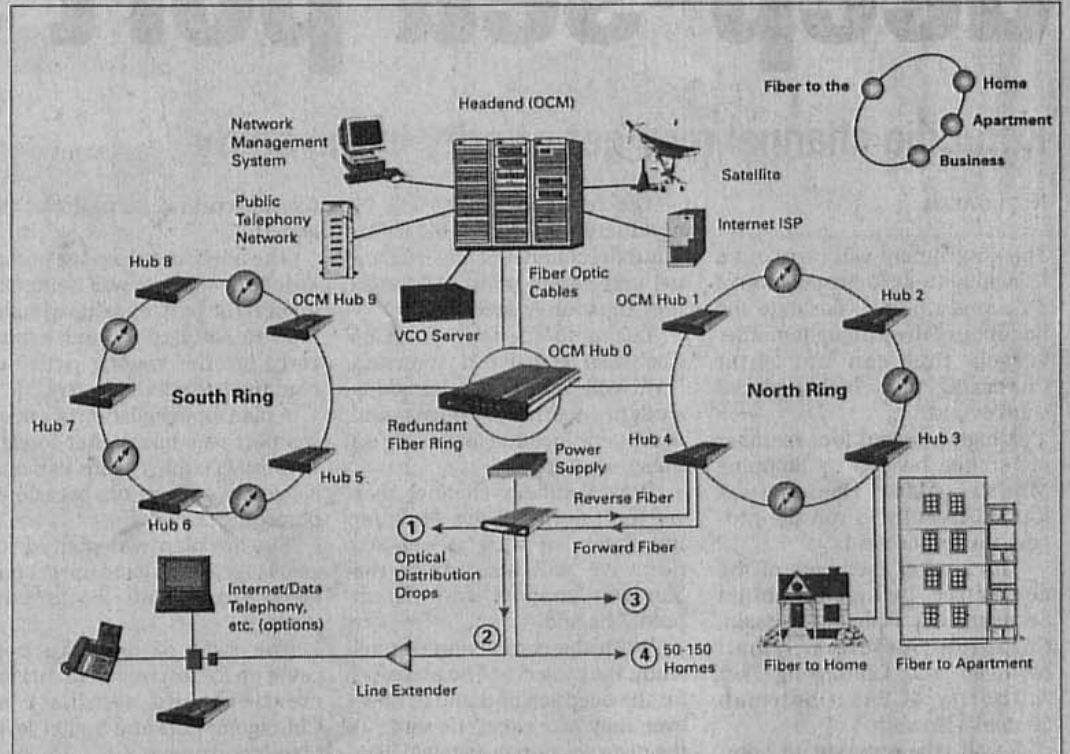 Headend (OCM)
Network
Management
System
Public
Telephony
Network
Satellite
Internet ISP
Fiber to the
Home
Apartment
Business
Fiber Optic
Cables
VCO Server
Hub 8
OCM Hub 9
South Ring
Hub 7
Hub 6
Hub 5
OCM Hub 0
Redundant
Fiber Ring
Power
Supply
OCM Hub 1
Hub 2
North Ring
Hub 4
Hub 3
Reverse Fiber
Forward Fiber
1
Optical
Distribution
Drops
2
3
4
50-150
Homes
Internet/Data
Telephony,
etc. (options)
Line Extender
Fiber to Home
Fiber to Apartment